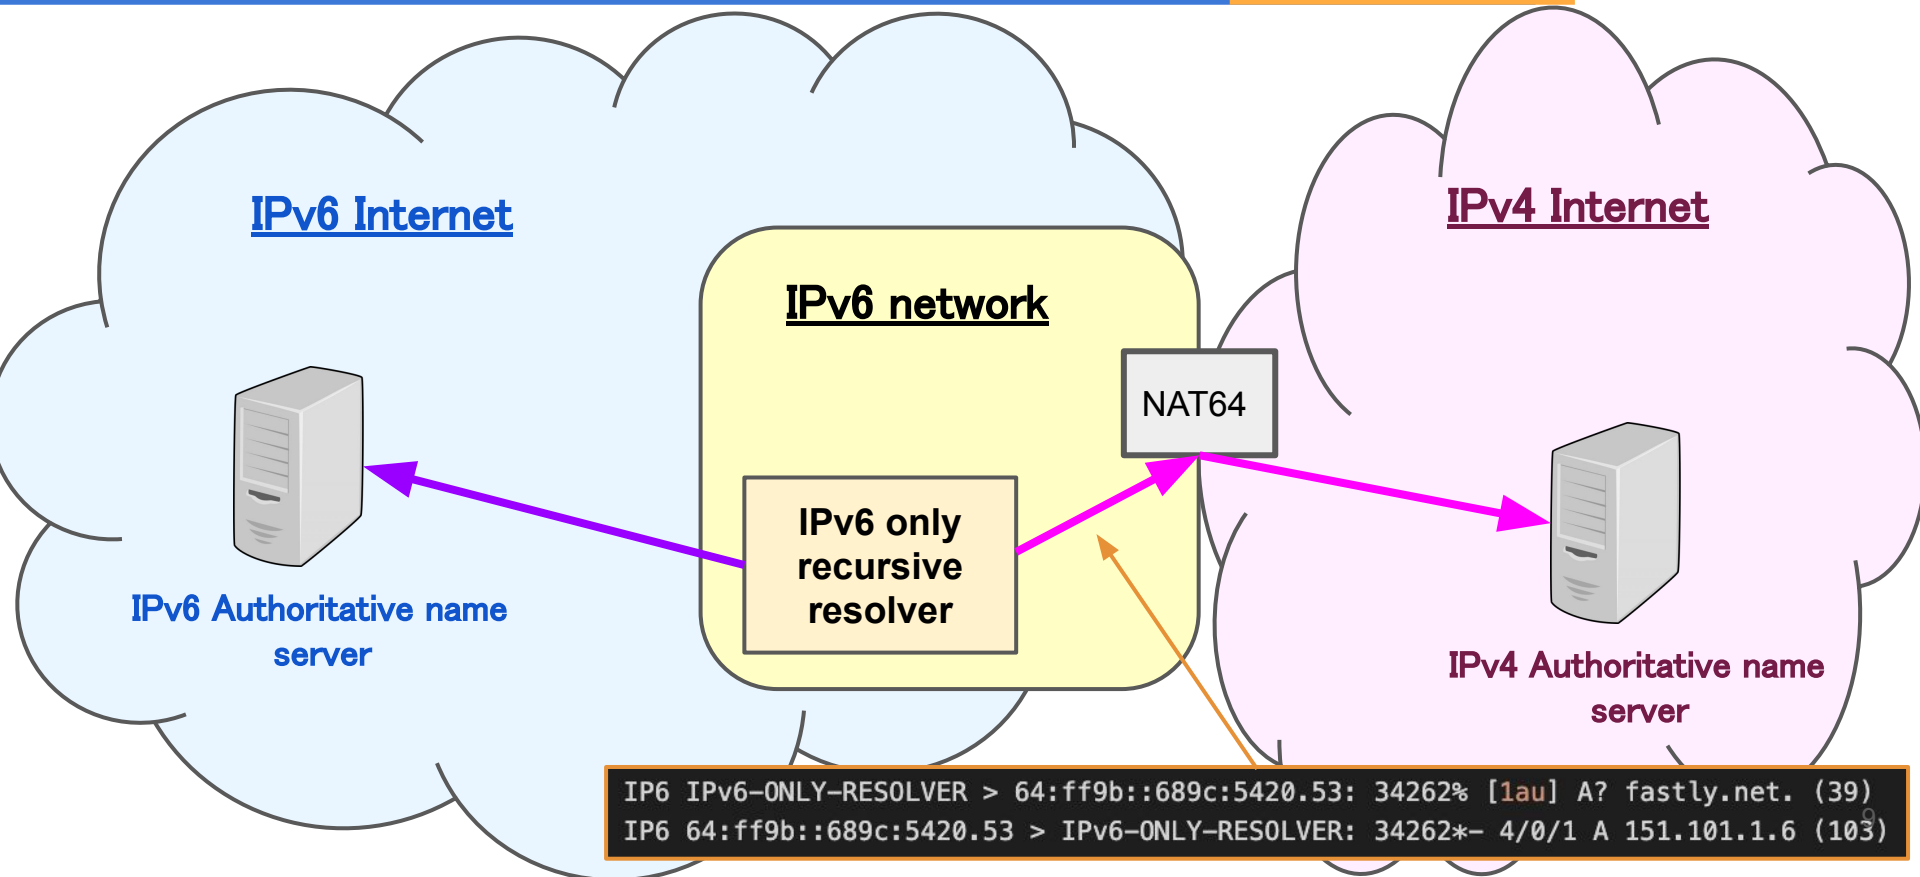 IPv6 Internet
IPv4 Internet
IPv6 network
NAT64
IPv6 only
recursive
resolver
IPv6 Authoritative name
server
IPv4 Authoritative name
server
IP6 IPv6-ONLY-RESOLVER > 64:ff9b::689c:5420.53: 34262% [1au] A? fastly.net. (39)
IP6 64:ff9b::689c:5420.53 > IPv6-ONLY-RESOLVER: 34262*- 4/0/1 A 151.101.1.6 (103)
9